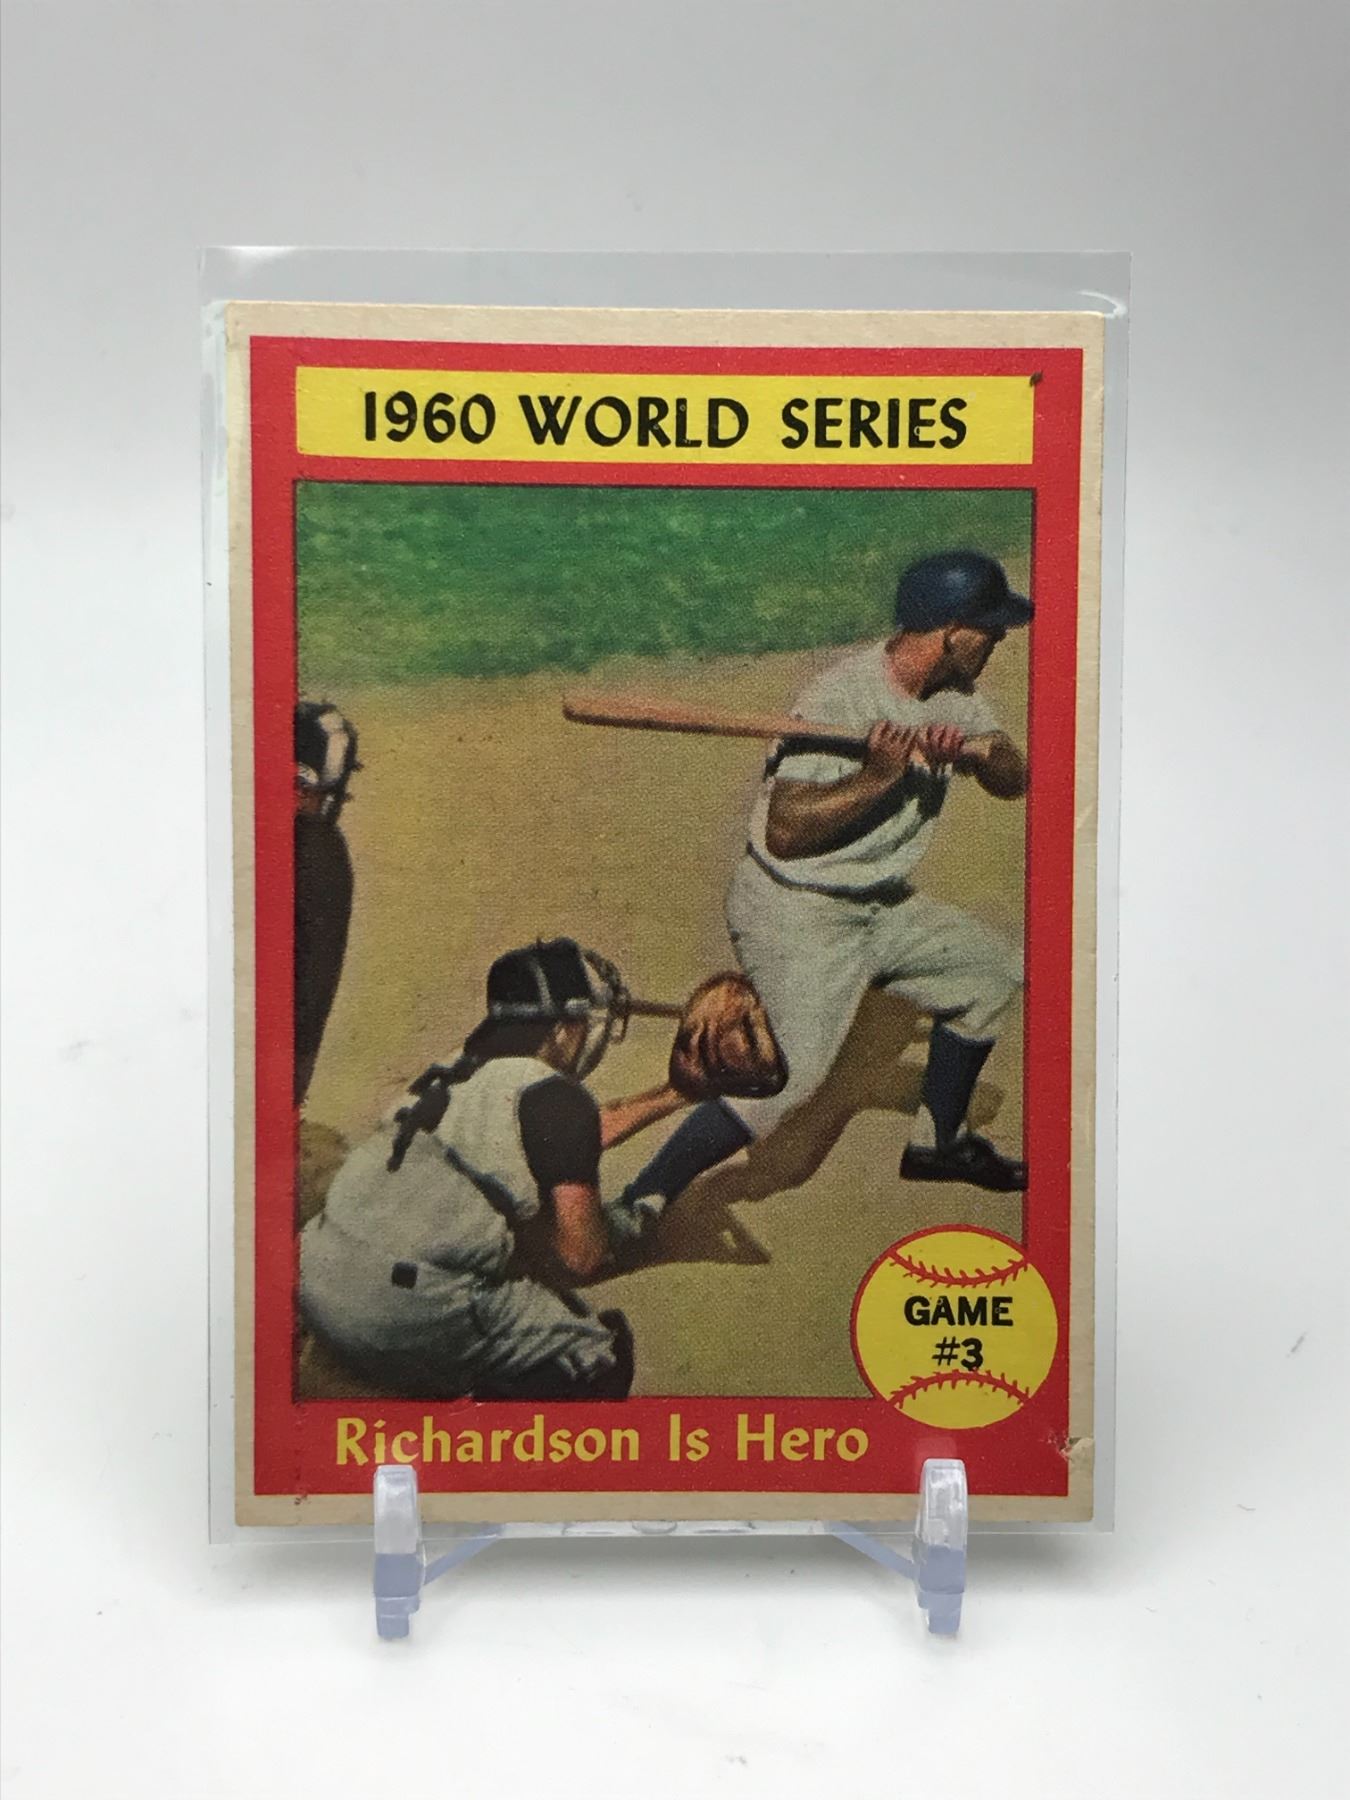 1960 WORLD SERIES
GAME
#3
Richardson Is Hero